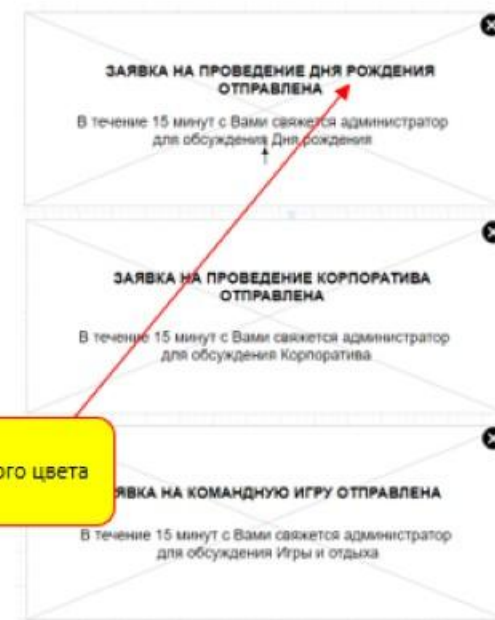 ЗАЯВКА НА ПРОВЕДЕНИЕ ДНЯ РОЖДЕНИЯ
ОТПРАВЛЕНА
В течение 15 минут с Вами свяжется администратор
для обсуждения Дня рождения
ЗАЯВКА НА ПРОВЕДЕНИЕ КОРПОРАТИВА
ОТПРАВЛЕНА
В течение 15 минут с Вами свяжется администратор
для обсуждения Корпоратива
ого цвета
ЯВКА НА КОМАНДНУЮ ИГРУ ОТПРАВЛЕНА
В течение 15 минут с Вами свяжется администратор
для обсуждения Игры и отдыха